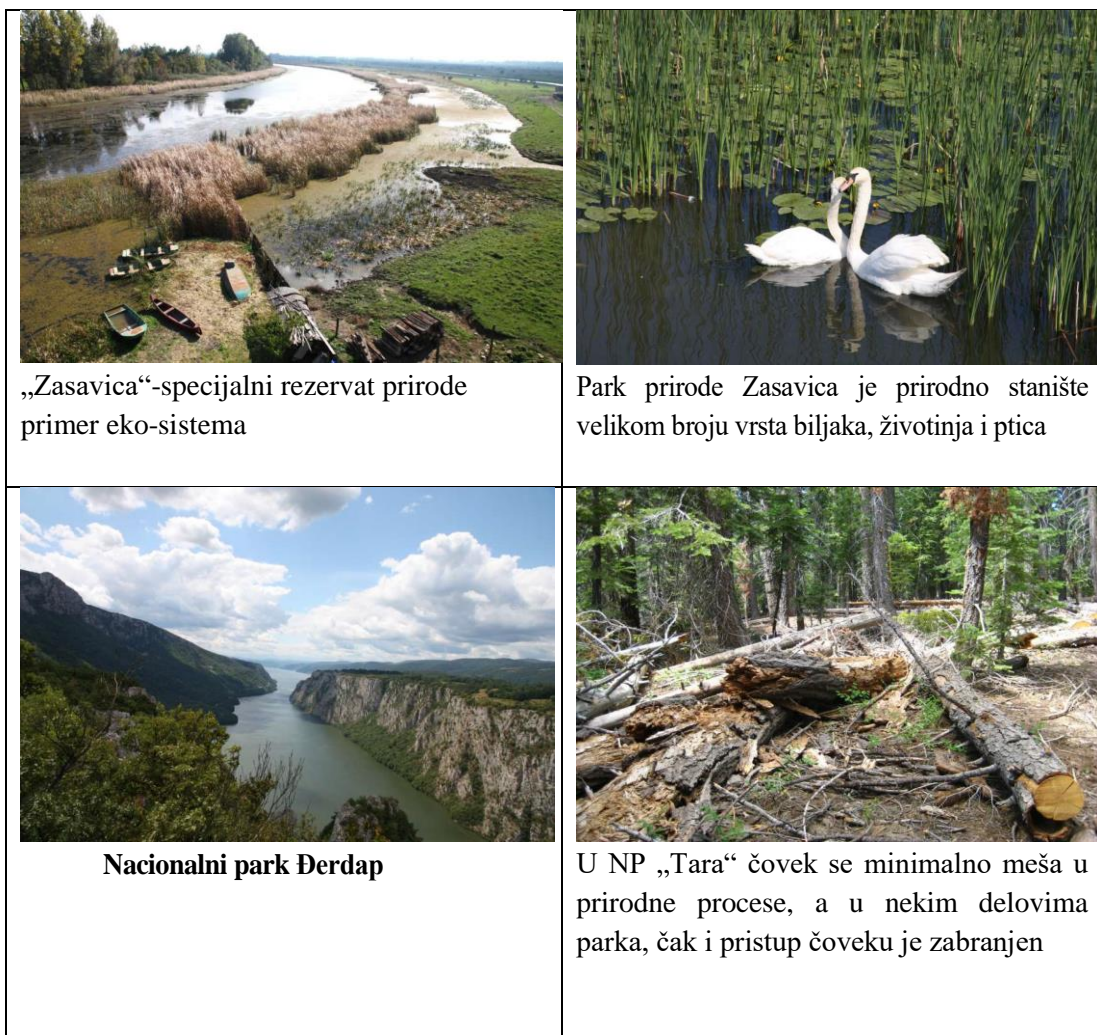 „Zasavica“-specijalni rezervat prirode
primer eko-sistema
Park prirode Zasavica je prirodno stanište
velikom broju vrsta biljaka, životinja i ptica
Nacionalni park Đerdap
U NP „Tara“ čovek se minimalno meša u
prirodne procese, a u nekim delovima
parka, čak i pristup čoveku je zabranjen